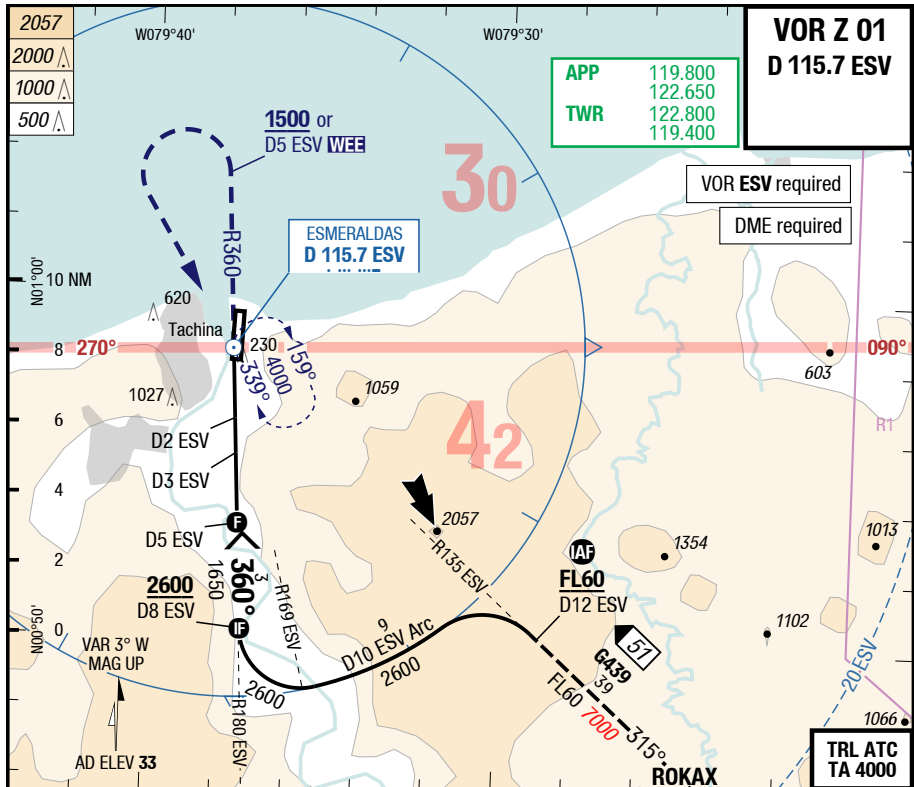 2057
2000
1000
500
W079°40'
W079°30'
VOR Z 01
D 115.7 ESV
APP 119.800
122.650
TWR 122.800
119.400
1500 or
D5 ESV WEE
30
VOR ESV required
DME required
R360
ESMERALDAS
D 115.7 ESV
N01°00'
10 NM
620
Tachina
8
270°
230
090°
159°
4000
339°
603
1059
1027
R1
6
D2 ESV
42
D3 ESV
4
2057
D5 ESV
F
1013
R135 ESV
IAF
1354
2
FL60
D12 ESV
2600
D8 ESV
1650
360°
3
R169 ESV
N00°50'
0
IF
9
D10 ESV Arc
2600
1102
VAR 3° W
MAG UP
51
G439
39
FL60
7000
315°
20 ESV
2600
R180 ESV
1066
AD ELEV 33
ROKAX
TRL ATC
TA 4000